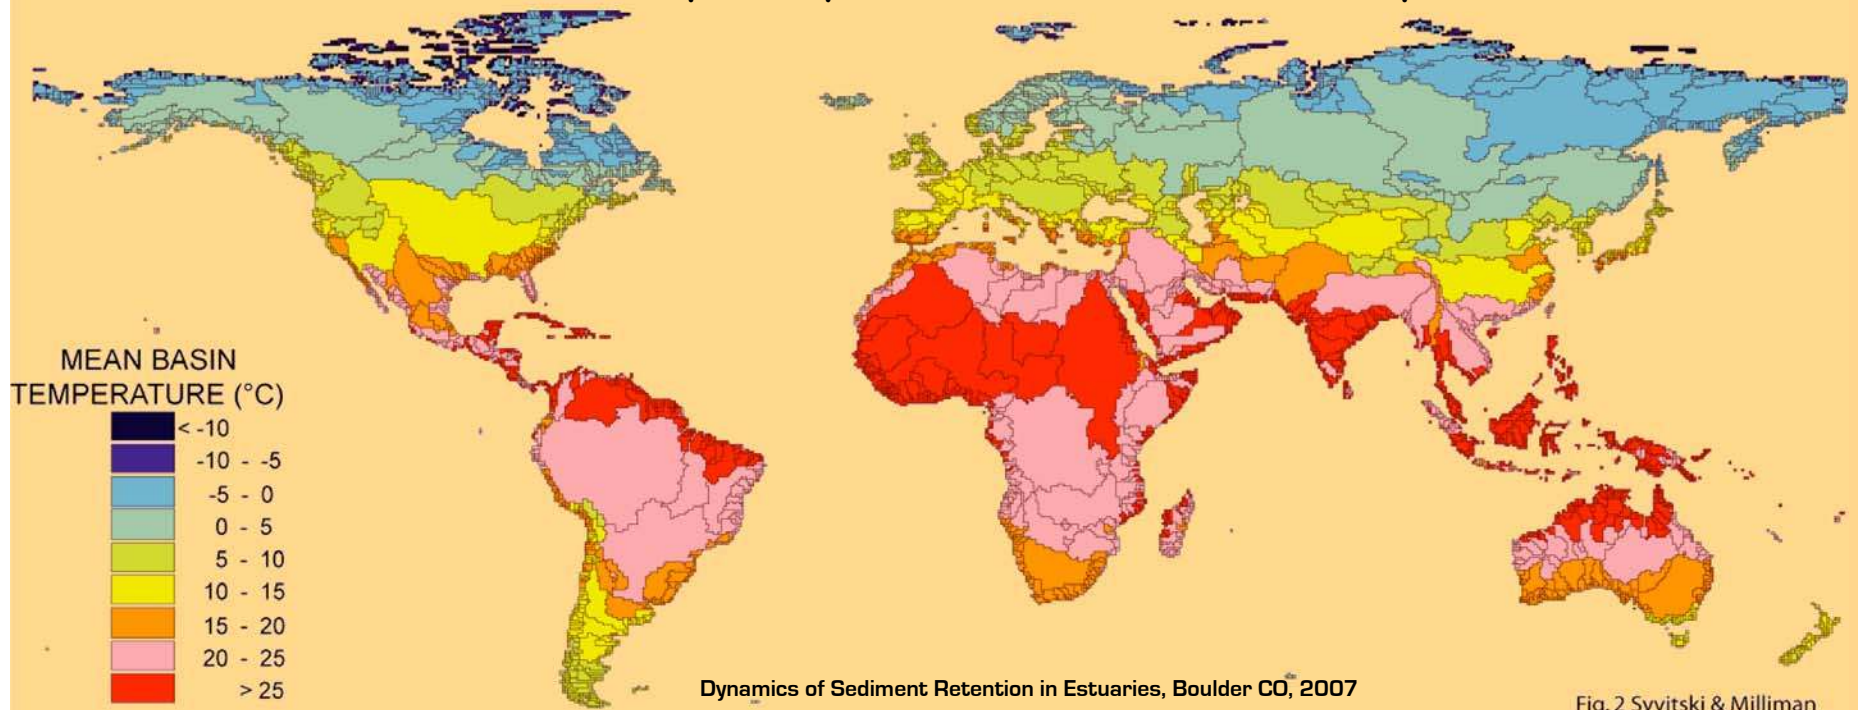 MEAN BASIN
TEMPERATURE (°C)
< -10
-10 - -5
-5 - 0
0 - 5
5 - 10
10 - 15
15 - 20
20 - 25
> 25
Dynamics of Sediment Retention in Estuaries, Boulder CO, 2007
Fig. 2 Syvitski & Milliman